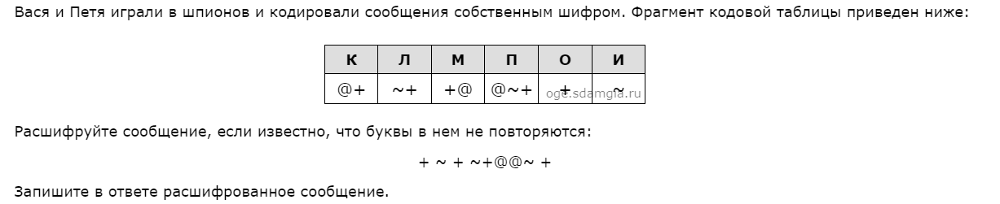 Вася и Петя играли в шпионов и кодировали сообщения собственным шифром. Фрагмент кодовой таблицы приведен ниже:
К Л М П О И
@+ ~+ +@ @~+ + ~
oge.sdamgia.ru
Расшифруйте сообщение, если известно, что буквы в нем не повторяются:
+ ~ + ~+@@~ +
Запишите в ответе расшифрованное сообщение.